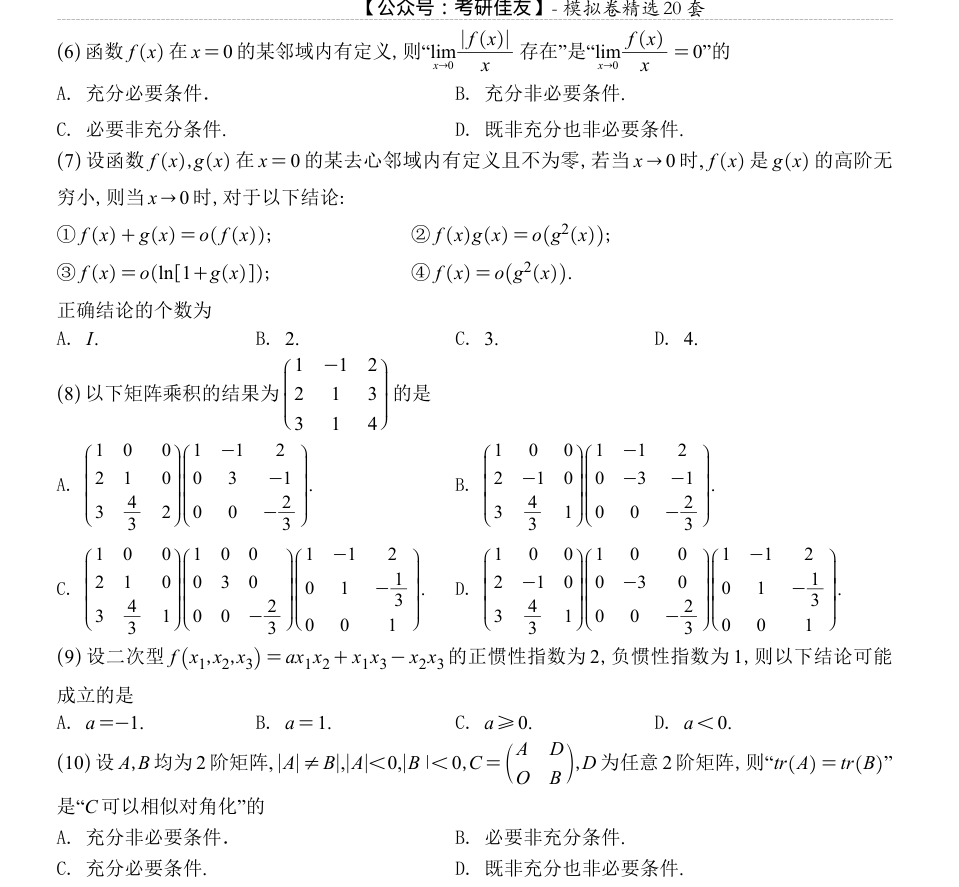 【公众号：考研佳友】- 模拟卷精选 20 套
(6) 函数 f(x) 在 x=0 的某邻域内有定义, 则“lim_{x→0} |f(x)|/x 存在”是“lim_{x→0} f(x)/x =0”的
A. 充分必要条件. B. 充分非必要条件.
C. 必要非充分条件. D. 既非充分也非必要条件.
(7) 设函数 f(x),g(x) 在 x=0 的某去心邻域内有定义且不为零, 若当 x→0 时, f(x) 是 g(x) 的高阶无
穷小, 则当 x→0 时, 对于以下结论:
① f(x)+g(x)=o(f(x)); ② f(x)g(x)=o(g²(x));
③ f(x)=o(ln[1+g(x)]); ④ f(x)=o(g²(x)).
正确结论的个数为
A. I. B. 2. C. 3. D. 4.
(8) 以下矩阵乘积的结果为 (1 −1 2; 2 1 3; 3 1 4) 的是
A. (1 0 0; 2 1 0; 3 4/3 2)(1 −1 2; 0 3 −1; 0 0 −2/3). B. (1 0 0; 2 −1 0; 3 4/3 1)(1 −1 2; 0 −3 −1; 0 0 −2/3).
C. (1 0 0; 2 1 0; 3 4/3 1)(1 0 0; 0 3 0; 0 0 −2/3)(1 −1 2; 0 1 −1/3; 0 0 1). D. (1 0 0; 2 −1 0; 3 4/3 1)(1 0 0; 0 −3 0; 0 0 −2/3)(1 −1 2; 0 1 −1/3; 0 0 1).
(9) 设二次型 f(x₁,x₂,x₃)=ax₁x₂+x₁x₃−x₂x₃ 的正惯性指数为 2, 负惯性指数为 1, 则以下结论可能
成立的是
A. a=−1. B. a=1. C. a⩾0. D. a<0.
(10) 设 A,B 均为 2 阶矩阵, |A|≠B|,|A|<0,|B|<0,C=(A D; O B),D 为任意 2 阶矩阵, 则“tr(A)=tr(B)”
是“C 可以相似对角化”的
A. 充分非必要条件. B. 必要非充分条件.
C. 充分必要条件. D. 既非充分也非必要条件.